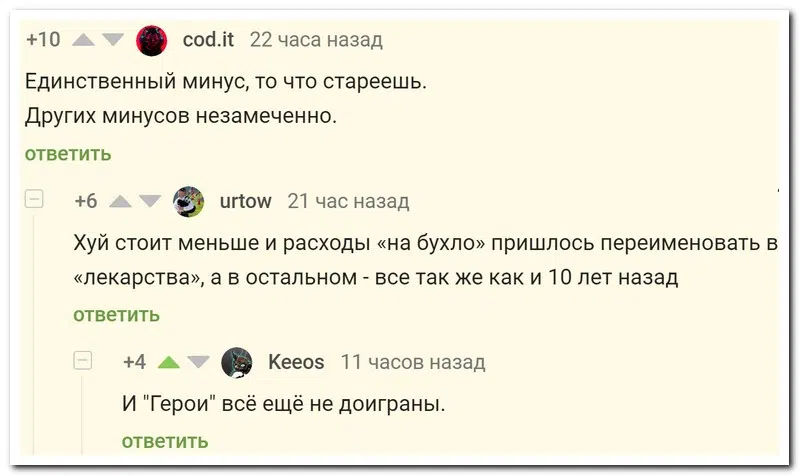 +10 cod.it 22 часа назад
Единственный минус, то что стареешь.
Других минусов незамеченно.
ответить
+6 urtow 21 час назад
Хуй стоит меньше и расходы «на бухло» пришлось переименовать в
«лекарства», а в остальном - все так же как и 10 лет назад
ответить
+4 Keeos 11 часов назад
И "Герои" всё ещё не доиграны.
ответить